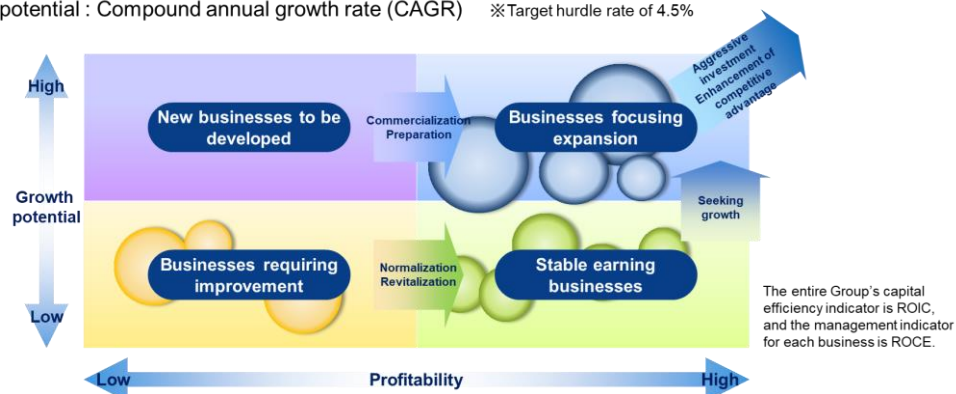 potential : Compound annual growth rate (CAGR) ※Target hurdle rate of 4.5%
Aggressive
investment
Enhancement of
competitive
advantage
High
New businesses to be
developed
Commercialization
Preparation
Businesses focusing
expansion
Growth
potential
Seeking
growth
Businesses requiring
improvement
Normalization
Revitalization
Stable earning
businesses
Low
The entire Group's capital
efficiency indicator is ROIC,
and the management indicator
for each business is ROCE.
Low
Profitability
High